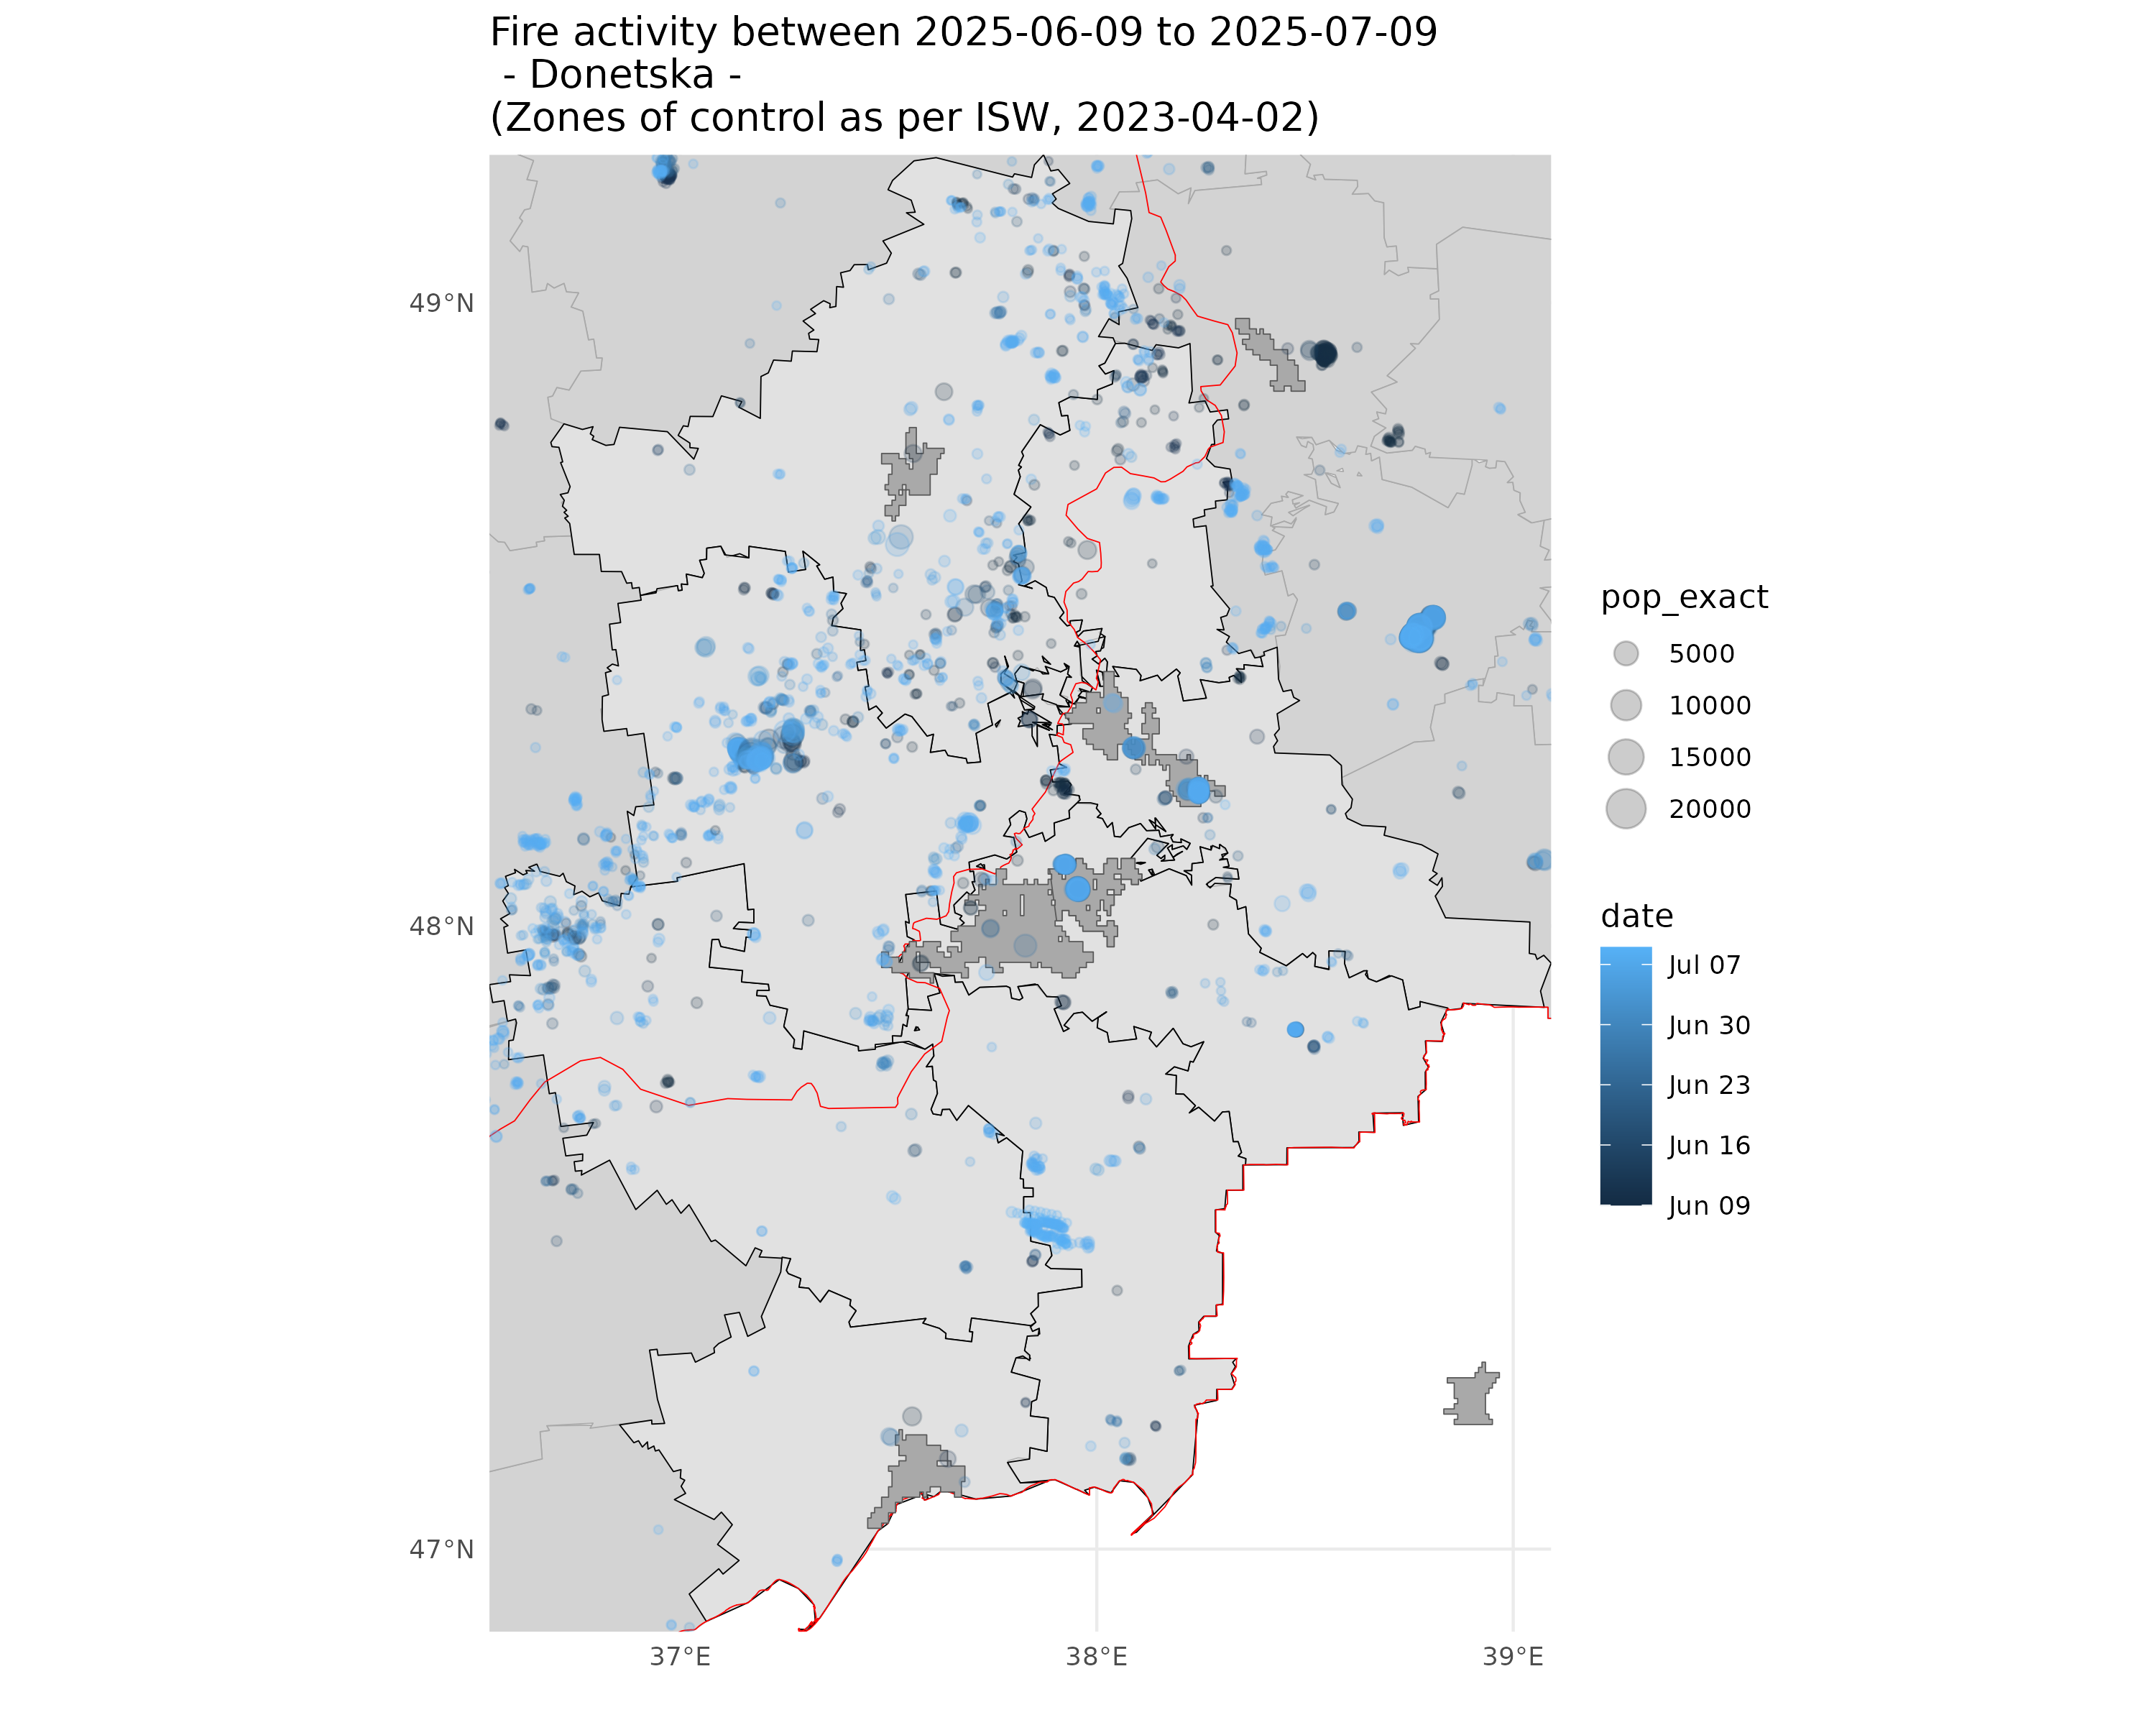 Fire activity between 2025-06-09 to 2025-07-09
- Donetska -
(Zones of control as per ISW, 2023-04-02)
49°N
48°N
47°N
37°E
38°E
39°E
pop_exact
5000
10000
15000
20000
date
Jul 07
Jun 30
Jun 23
Jun 16
Jun 09